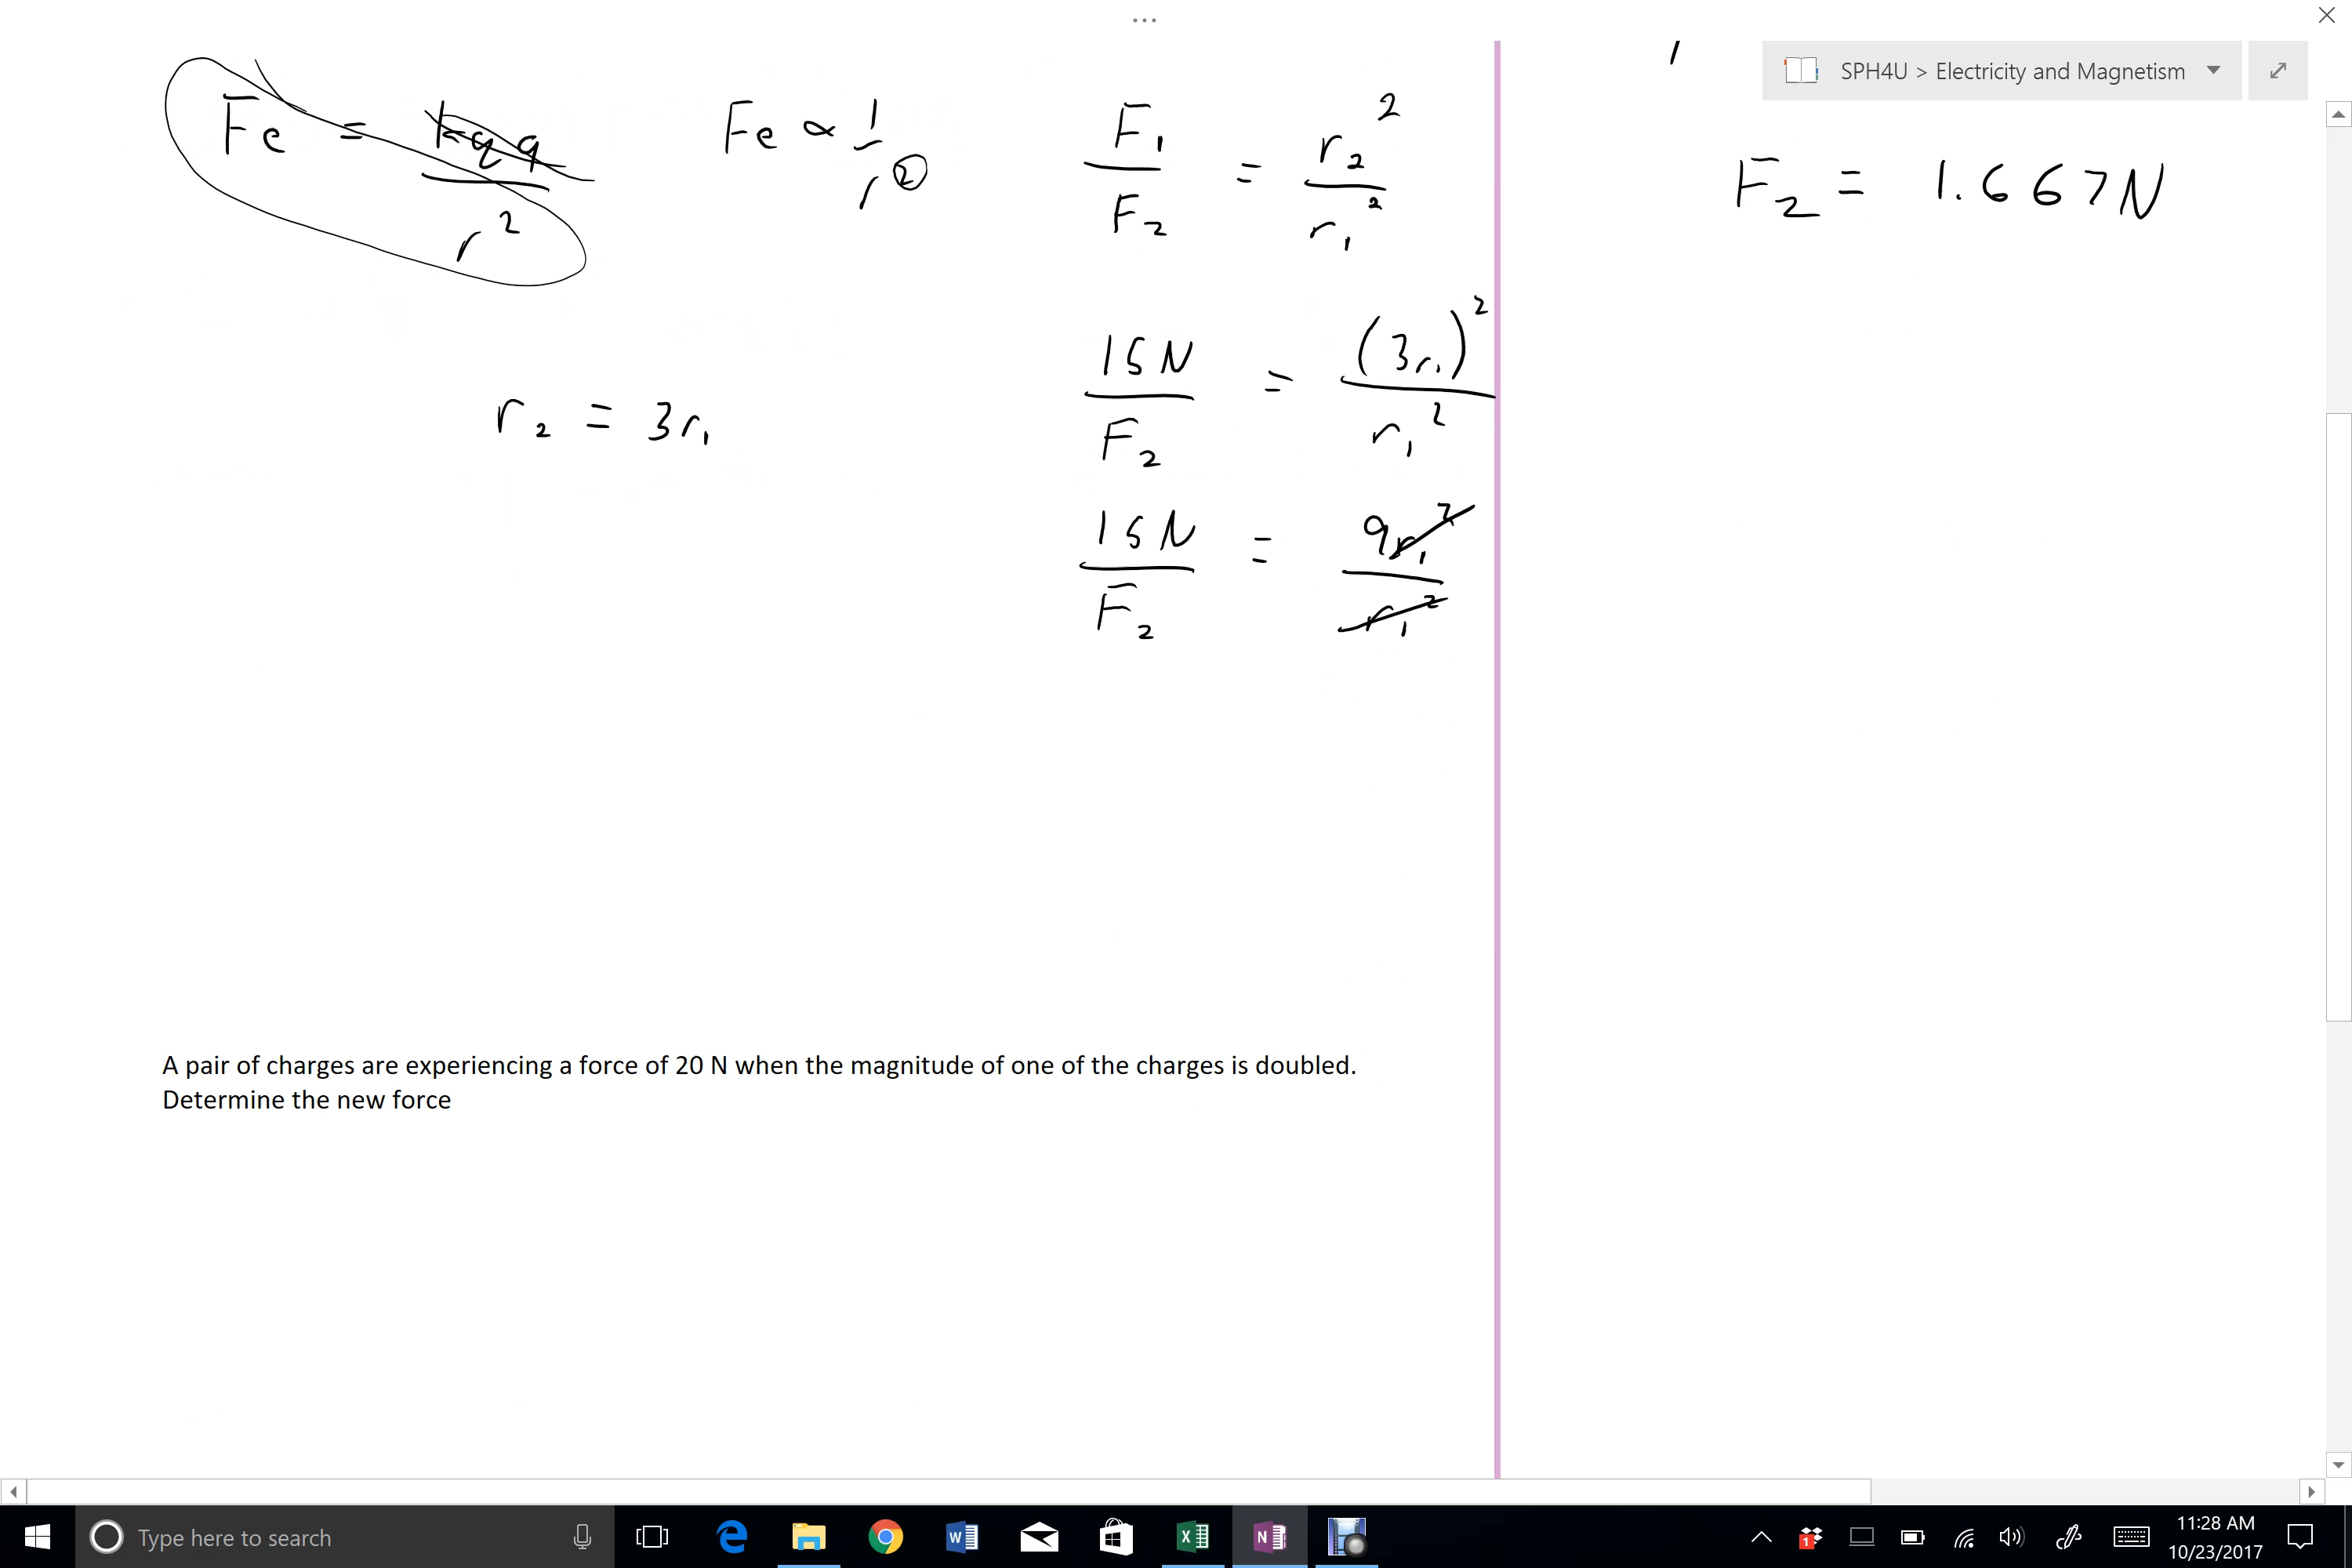 SPH4U > Electricity and Magnetism
Fe = kqq / r²
Fe ∝ 1 / r²
F₁ / F₂ = r₂² / r₁²
F₂ = 1.667N
r₂ = 3r₁
15N / F₂ = (3r₁)² / r₁²
15N / F₂ = 9r₁² / r₁²
A pair of charges are experiencing a force of 20 N when the magnitude of one of the charges is doubled.
Determine the new force
Type here to search
11:28 AM
10/23/2017